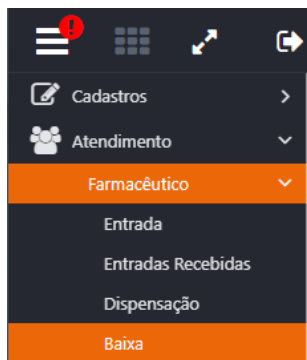 !
Cadastros
Atendimento
Farmacêutico
Entrada
Entradas Recebidas
Dispensação
Baixa